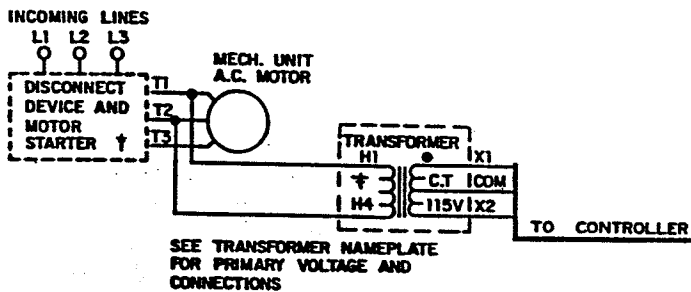 INCOMING LINES
L1 L2 L3
DISCONNECT
DEVICE AND
MOTOR
STARTER †
T1
T2
T3
MECH. UNIT
A.C. MOTOR
TRANSFORMER
H1
X1
C.T
COM
H4
115V
X2
TO CONTROLLER
SEE TRANSFORMER NAMEPLATE
FOR PRIMARY VOLTAGE AND
CONNECTIONS